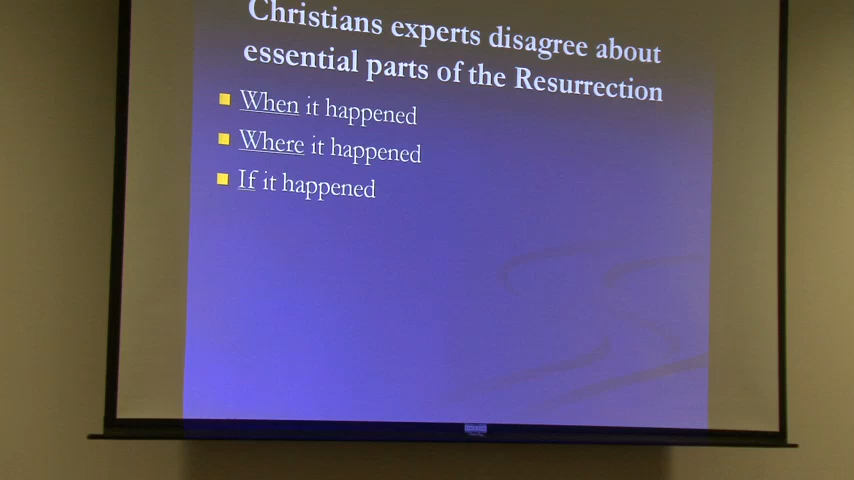 Christians experts disagree about
essential parts of the Resurrection
When it happened
Where it happened
If it happened